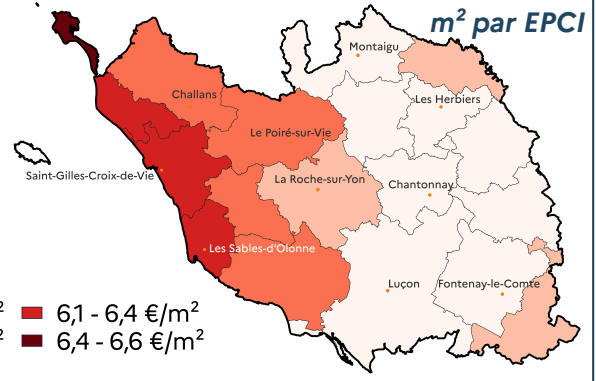 m² par EPCI
Montaigu
Challans
Les Herbiers
Le Poiré-sur-Vie
Saint-Gilles-Croix-de-Vie
La Roche-sur-Yon
Chantonnay
Les Sables-d'Olonne
Luçon
Fontenay-le-Comte
² 6,1 - 6,4 €/m²
² 6,4 - 6,6 €/m²